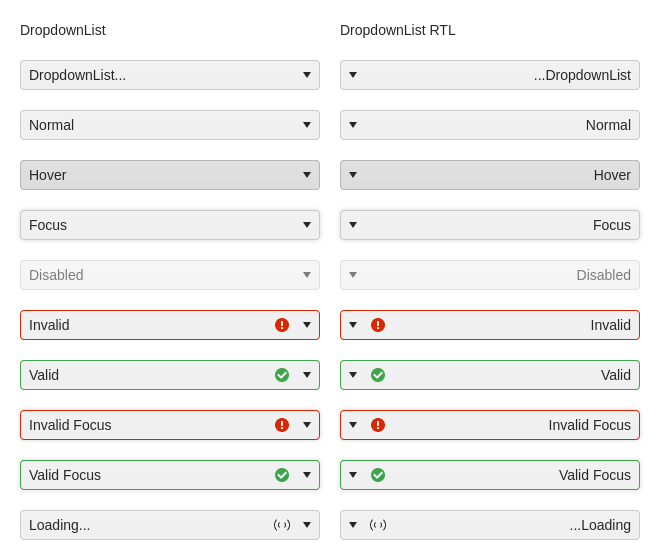 DropdownList
DropdownList...
Normal
Hover
Focus
Disabled
Invalid
Valid
Invalid Focus
Valid Focus
Loading...
DropdownList RTL
...DropdownList
Normal
Hover
Focus
Disabled
Invalid
Valid
Invalid Focus
Valid Focus
...Loading